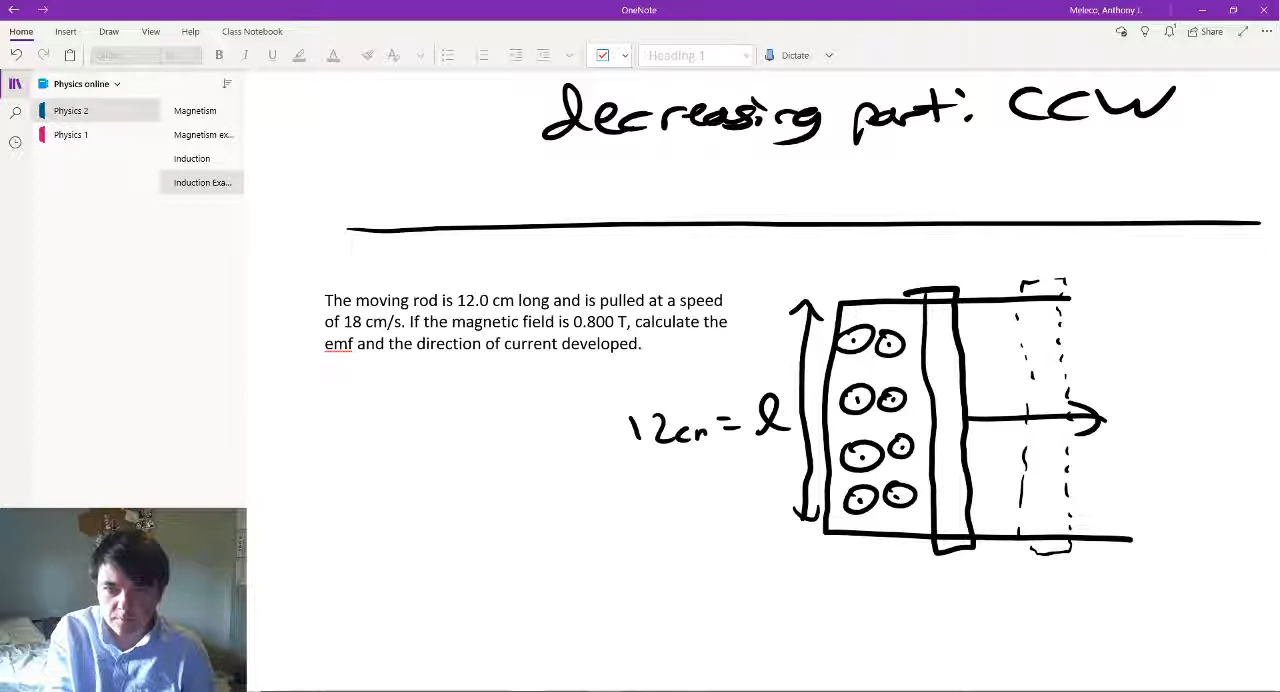 OneNote
Meleco, Anthony J.
Home Insert Draw View Help Class Notebook
Share
B I U A Heading 1 Dictate
Physics online
Physics 2
Physics 1
Magnetism
Magnetism ex...
Induction
Induction Exa...
decreasing part: CCW
The moving rod is 12.0 cm long and is pulled at a speed
of 18 cm/s. If the magnetic field is 0.800 T, calculate the
emf and the direction of current developed.
12cm = l